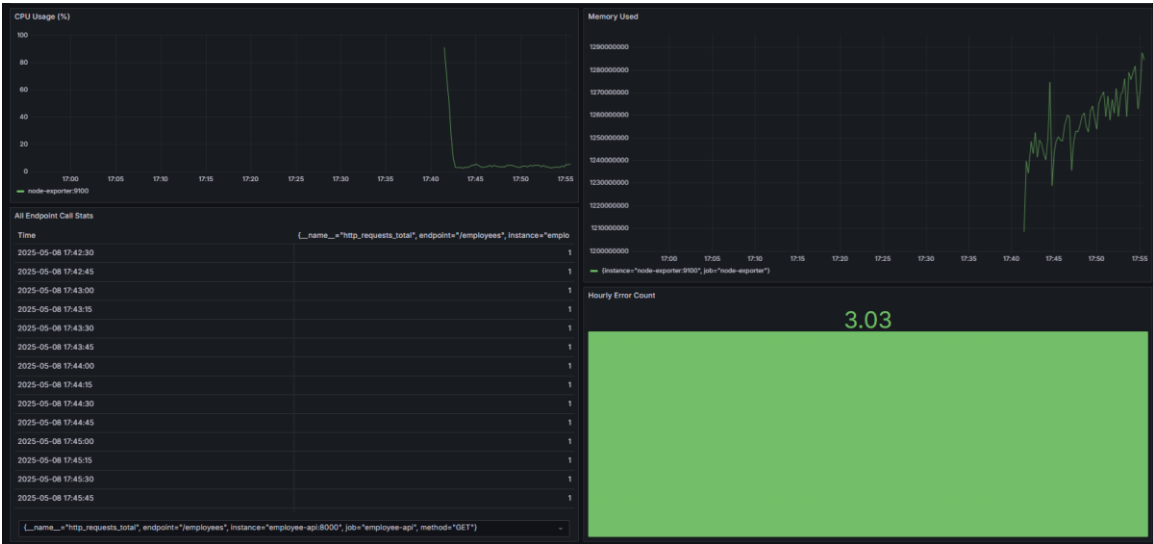 CPU Usage (%)
100
80
60
40
20
0
17:00 17:05 17:10 17:15 17:20 17:25 17:30 17:35 17:40 17:45 17:50 17:55
node-exporter:9100
Memory Used
1290000000
1280000000
1270000000
1260000000
1250000000
1240000000
1230000000
1220000000
1210000000
1200000000
17:00 17:05 17:10 17:15 17:20 17:25 17:30 17:35 17:40 17:45 17:50 17:55
{instance="node-exporter:9100", job="node-exporter"}
All Endpoint Call Stats
Time {__name__="http_requests_total", endpoint="/employees", instance="emplo
2025-05-08 17:42:30 1
2025-05-08 17:42:45 1
2025-05-08 17:43:00 1
2025-05-08 17:43:15 1
2025-05-08 17:43:30 1
2025-05-08 17:43:45 1
2025-05-08 17:44:00 1
2025-05-08 17:44:15 1
2025-05-08 17:44:30 1
2025-05-08 17:44:45 1
2025-05-08 17:45:00 1
2025-05-08 17:45:15 1
2025-05-08 17:45:30 1
2025-05-08 17:45:45 1
{__name__="http_requests_total", endpoint="/employees", instance="employee-api:8000", job="employee-api", method="GET"}
Hourly Error Count
3.03